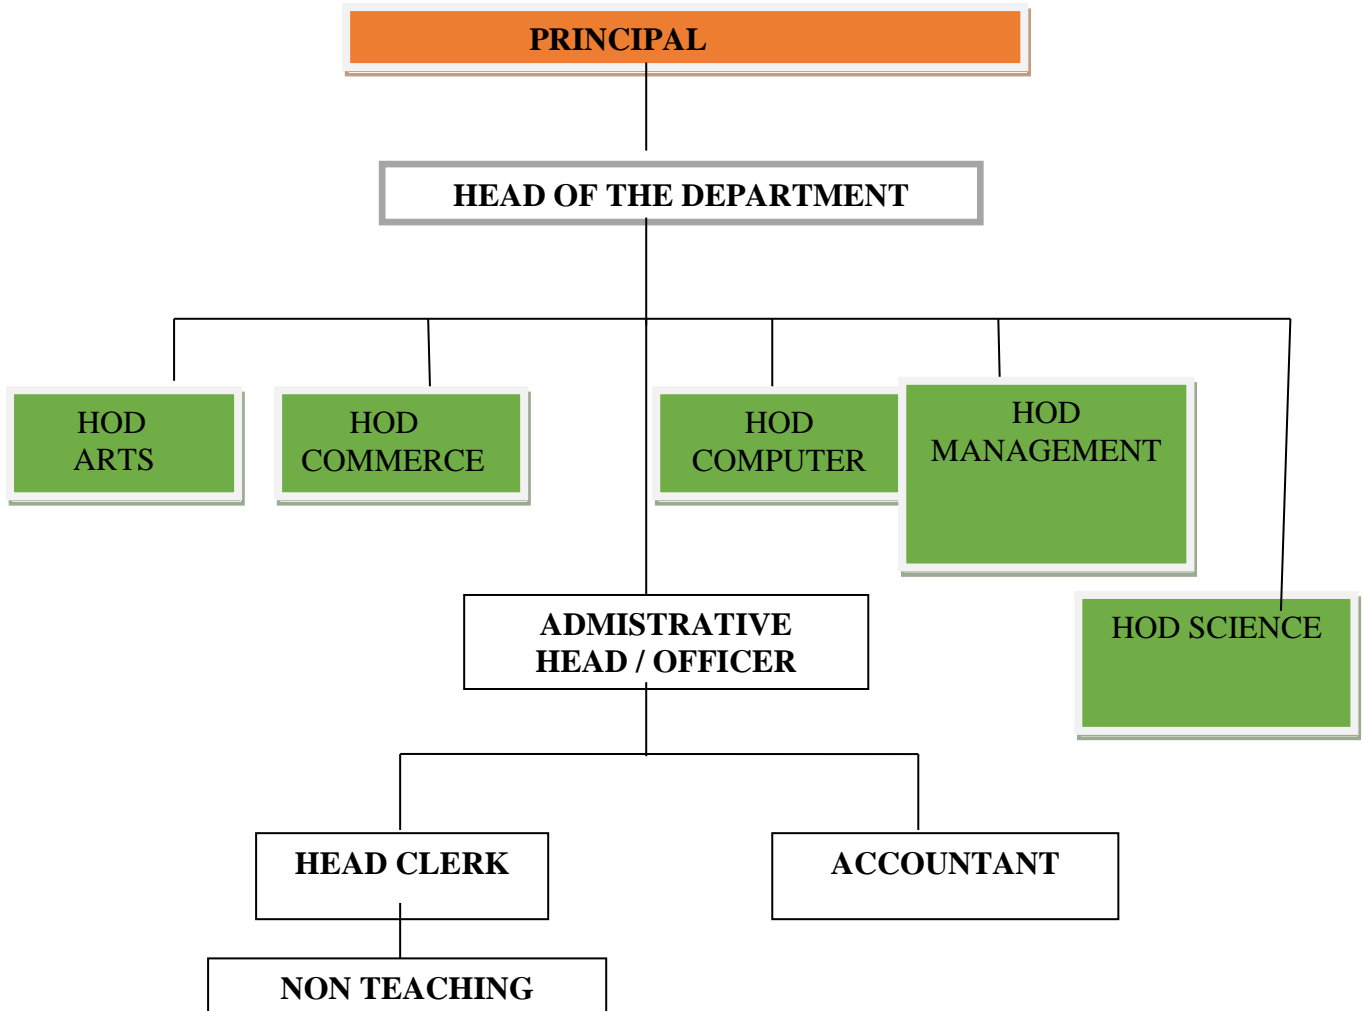 PRINCIPAL
HEAD OF THE DEPARTMENT
HOD
ARTS
HOD
COMMERCE
HOD
COMPUTER
HOD
MANAGEMENT
ADMISTRATIVE
HEAD / OFFICER
HOD SCIENCE
HEAD CLERK
ACCOUNTANT
NON TEACHING